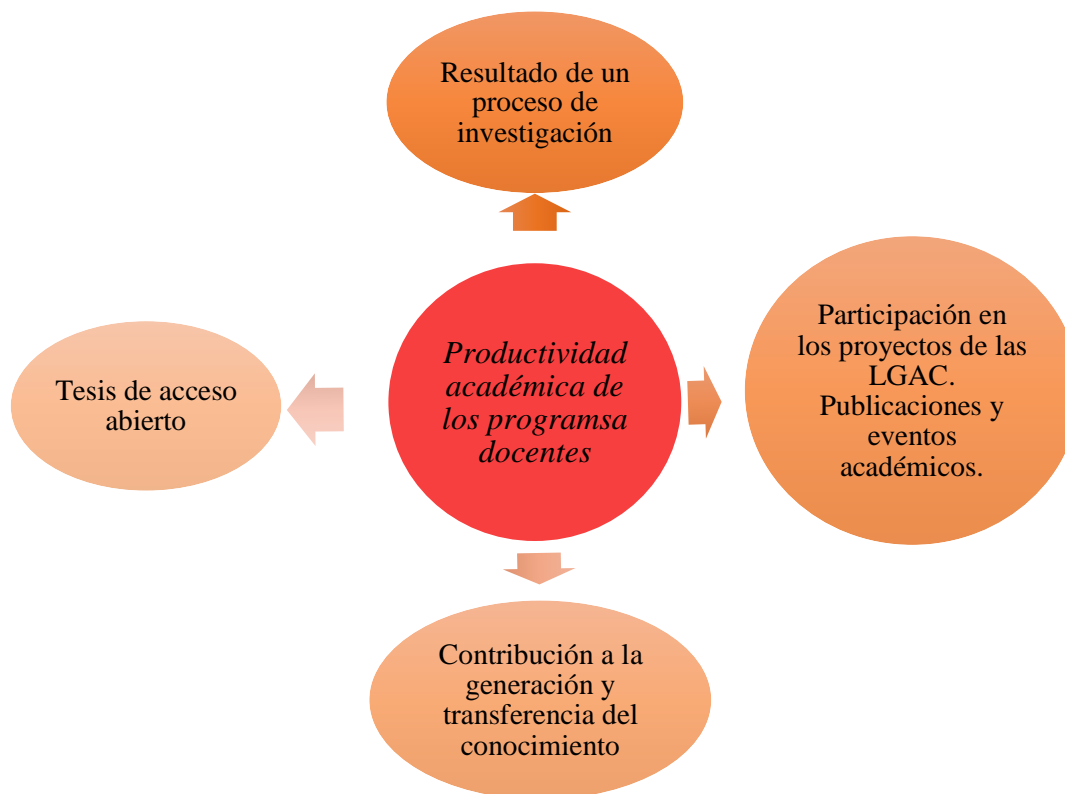 Resultado de un
proceso de
investigación
Productividad
académica de
los programsa
docentes
Participación en
los proyectos de las
LGAC.
Publicaciones y
eventos
académicos.
Tesis de acceso
abierto
Contribución a la
generación y
transferencia del
conocimiento